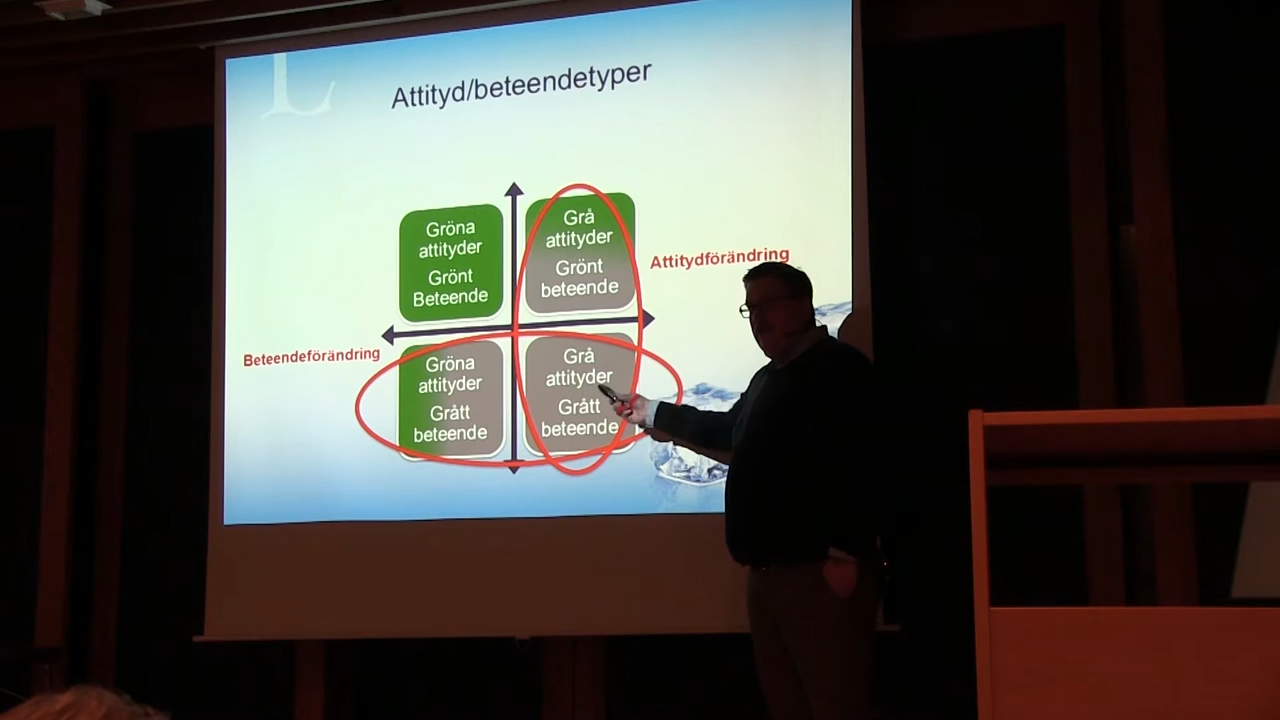 L
Attityd/beteendetyper
Gröna
attityder
Grönt
Beteende
Grå
attityder
Grönt
beteende
Attitydförändring
Beteendeförändring
Gröna
attityder
Grått
beteende
Grå
attityder
Grått
beteende